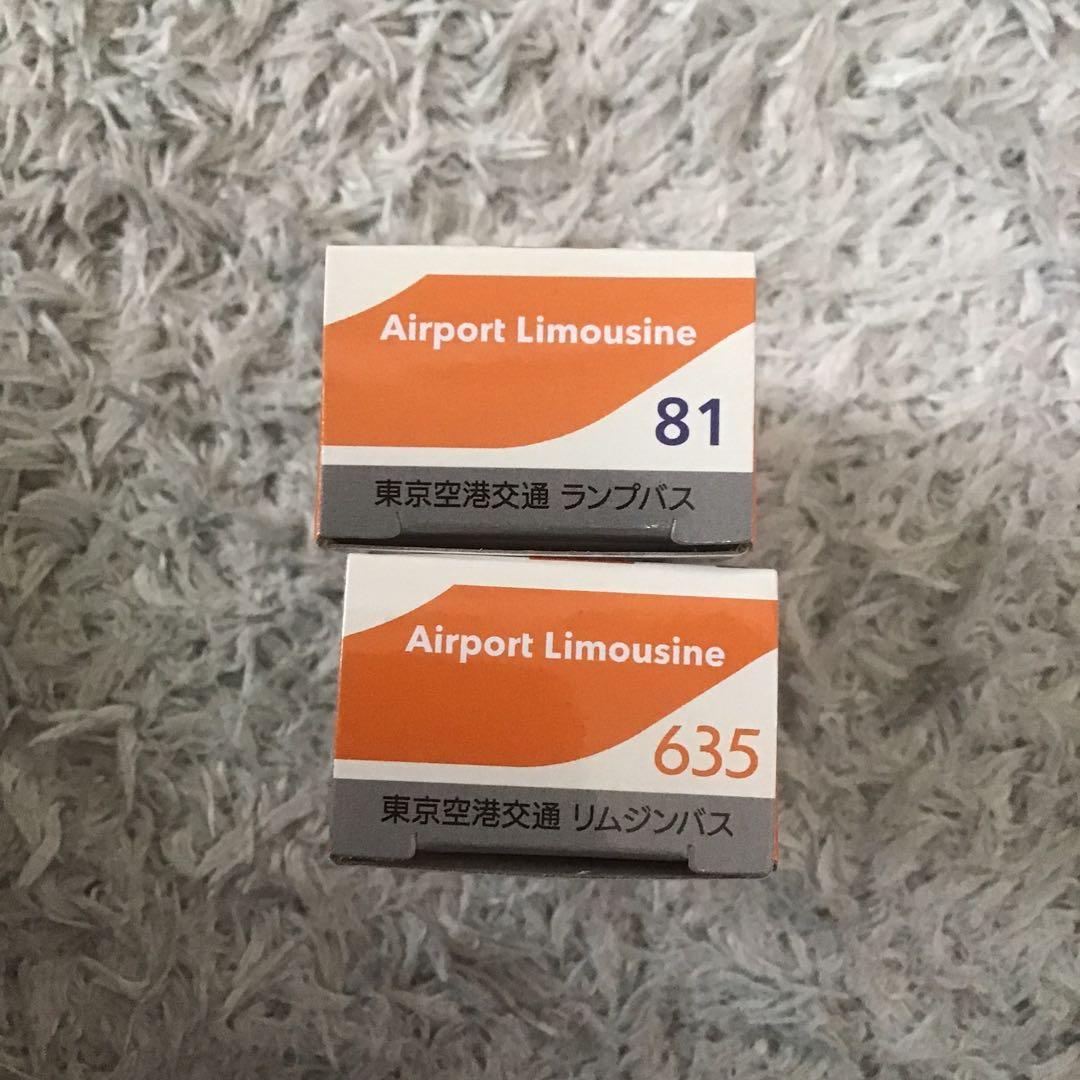 Airport Limousine
81
東京空港交通 ランプバス
Airport Limousine
635
東京空港交通 リムジンバス